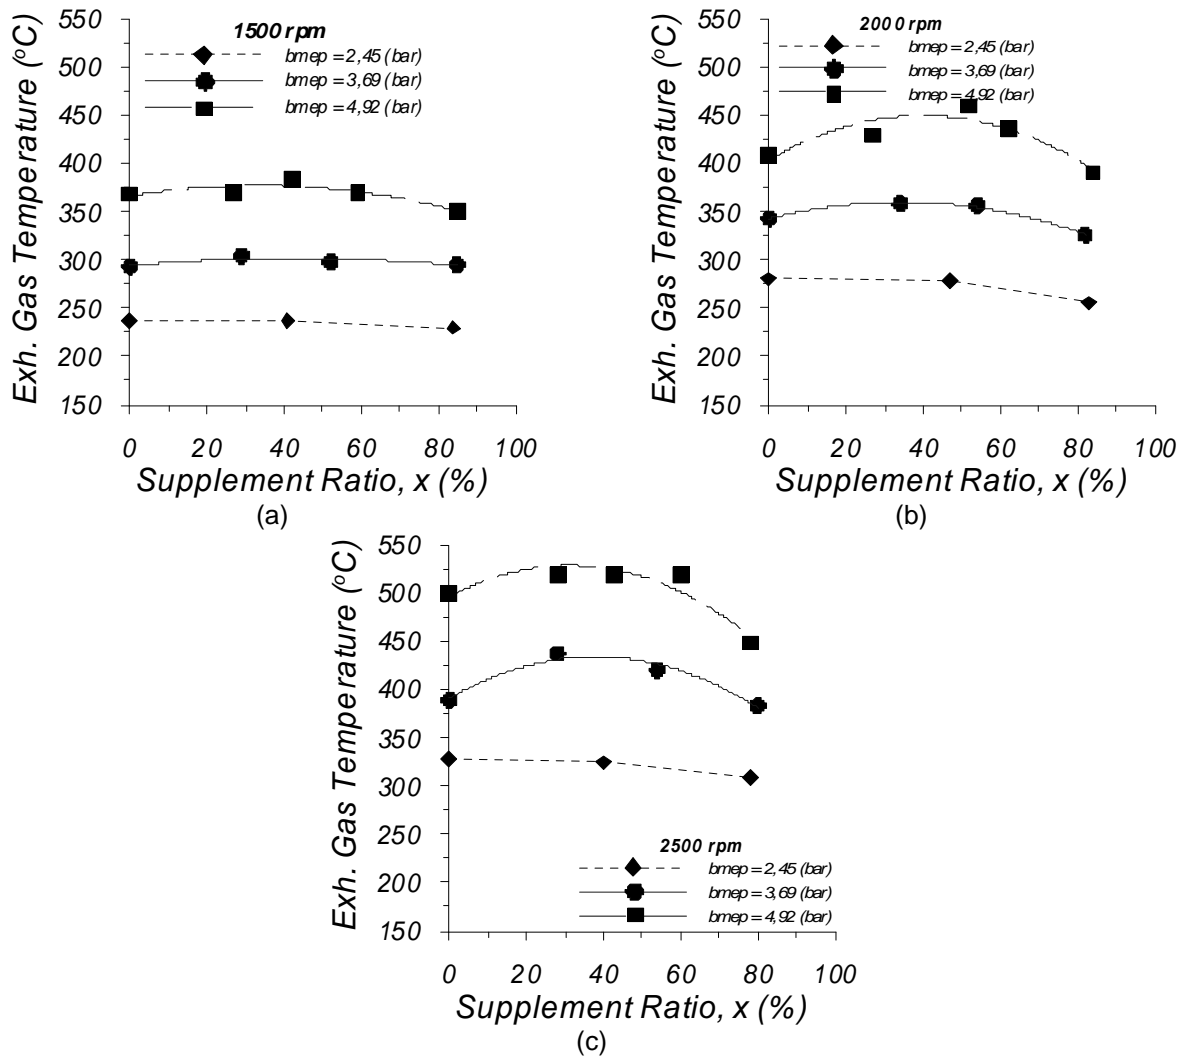 Exh. Gas Temperature (°C)
550
500
450
400
350
300
250
200
150
1500 rpm
bmep = 2,45 (bar)
bmep = 3,69 (bar)
bmep = 4,92 (bar)
0 20 40 60 80 100
Supplement Ratio, x (%)
(a)
Exh. Gas Temperature (°C)
550
500
450
400
350
300
250
200
150
2000 rpm
bmep = 2,45 (bar)
bmep = 3,69 (bar)
bmep = 4,92 (bar)
0 20 40 60 80 100
Supplement Ratio, x (%)
(b)
Exh. Gas Temperature (°C)
550
500
450
400
350
300
250
200
150
2500 rpm
bmep = 2,45 (bar)
bmep = 3,69 (bar)
bmep = 4,92 (bar)
0 20 40 60 80 100
Supplement Ratio, x (%)
(c)